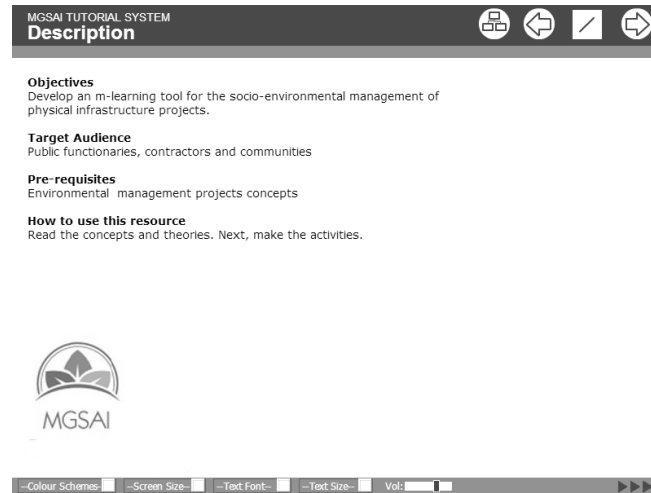 MGSAI TUTORIAL SYSTEM
Description
Objectives
Develop an m-learning tool for the socio-environmental management of
physical infrastructure projects.
Target Audience
Public functionaries, contractors and communities
Pre-requisites
Environmental  management projects concepts
How to use this resource
Read the concepts and theories. Next, make the activities.
MGSAI
--Colour Schemes- --Screen Size-- --Text Font-- --Text Size-- Vol: